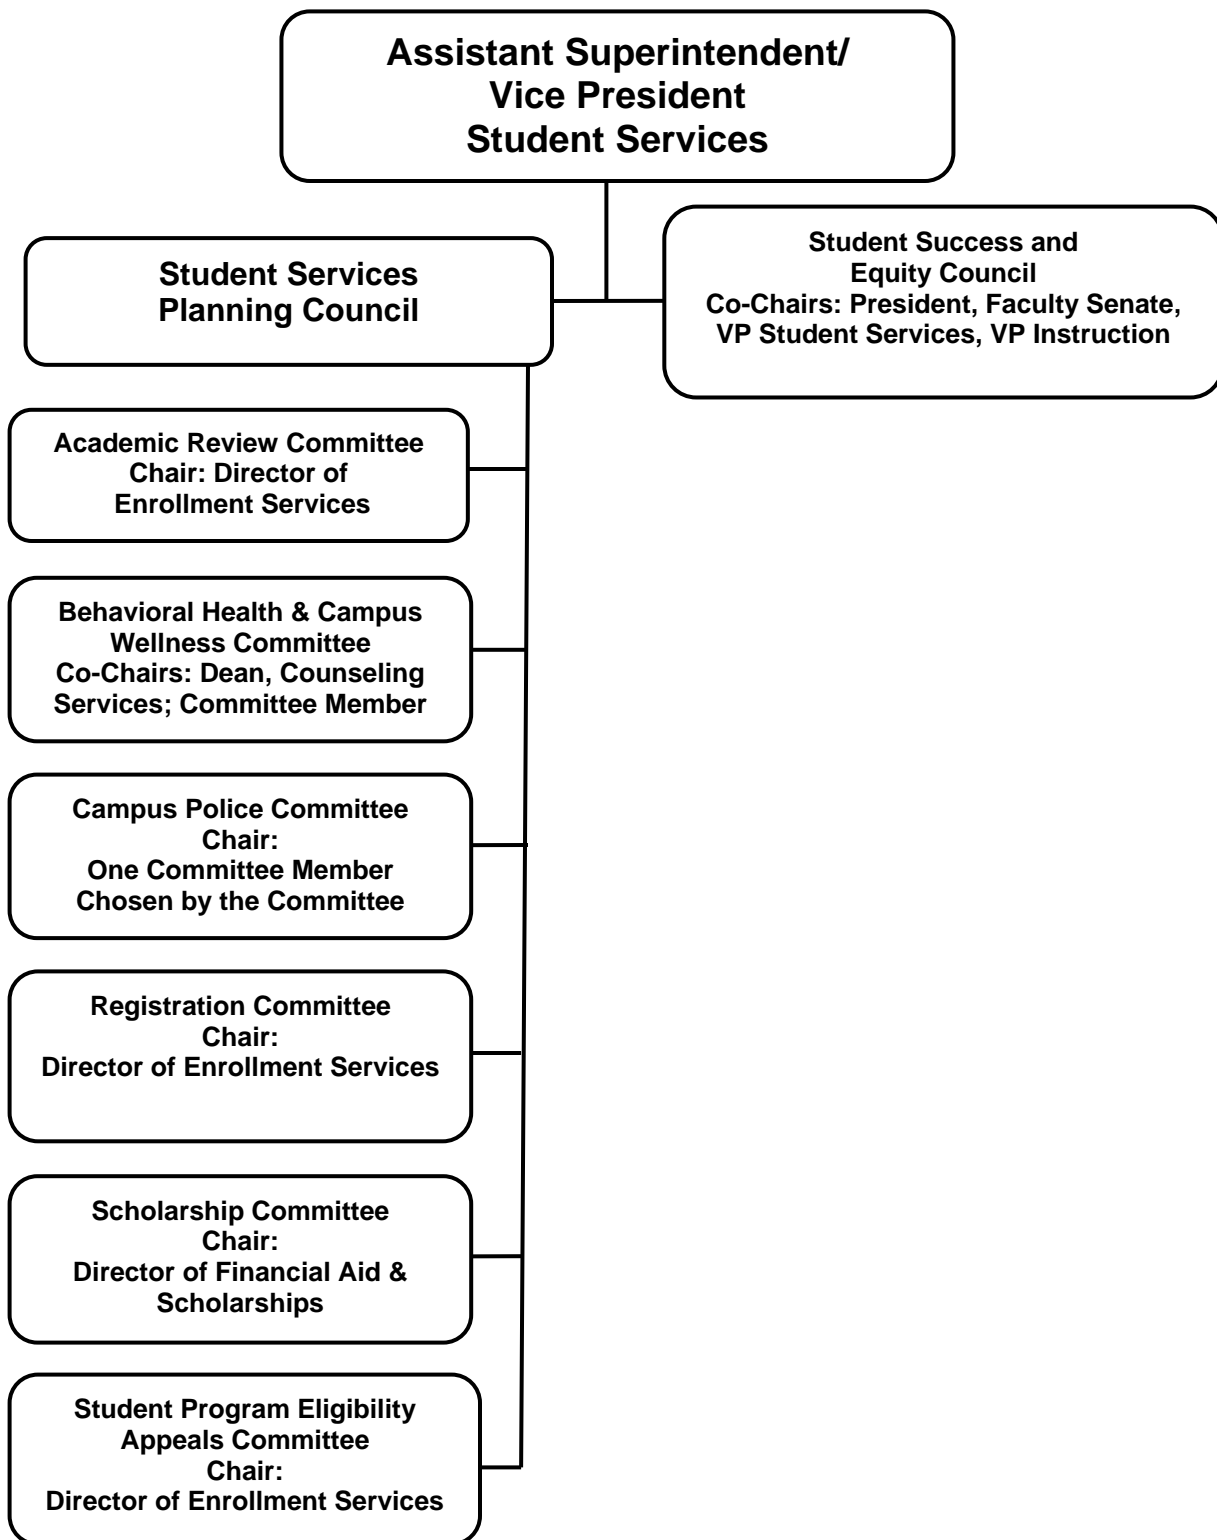 Assistant Superintendent/
Vice President
Student Services
Student Services
Planning Council
Student Success and
Equity Council
Co-Chairs: President, Faculty Senate,
VP Student Services, VP Instruction
Academic Review Committee
Chair: Director of
Enrollment Services
Behavioral Health & Campus
Wellness Committee
Co-Chairs: Dean, Counseling
Services; Committee Member
Campus Police Committee
Chair:
One Committee Member
Chosen by the Committee
Registration Committee
Chair:
Director of Enrollment Services
Scholarship Committee
Chair:
Director of Financial Aid &
Scholarships
Student Program Eligibility
Appeals Committee
Chair:
Director of Enrollment Services